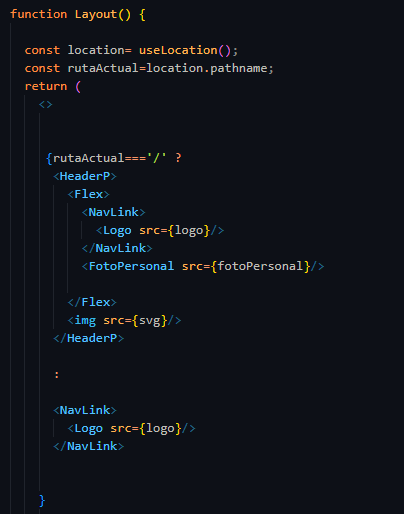 function Layout() {
const location= useLocation();
const rutaActual=location.pathname;
return (
<>
{rutaActual==='/' ?
<HeaderP>
<Flex>
<NavLink>
<Logo src={logo}/>
</NavLink>
<FotoPersonal src={fotoPersonal}/>
</Flex>
<img src={svg}/>
</HeaderP>
:
<NavLink>
<Logo src={logo}/>
</NavLink>
}